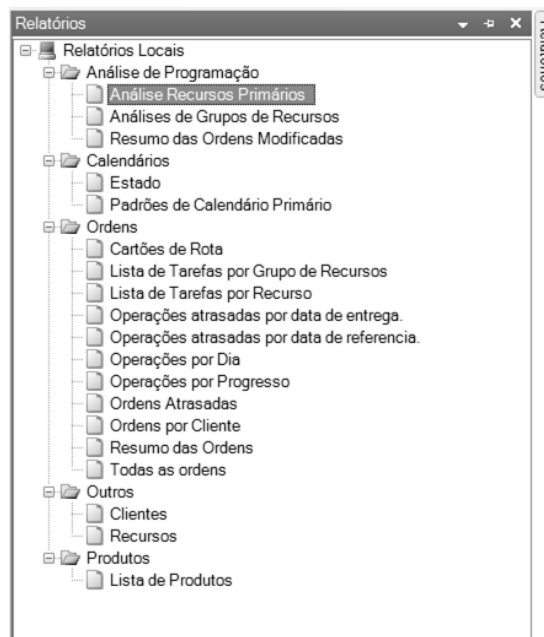 Relatórios
Relatórios Locais
Análise de Programação
Análise Recursos Primários
Análises de Grupos de Recursos
Resumo das Ordens Modificadas
Calendários
Estado
Padrões de Calendário Primário
Ordens
Cartões de Rota
Lista de Tarefas por Grupo de Recursos
Lista de Tarefas por Recurso
Operações atrasadas por data de entrega.
Operações atrasadas por data de referencia.
Operações por Dia
Operações por Progresso
Ordens Atrasadas
Ordens por Cliente
Resumo das Ordens
Todas as ordens
Outros
Clientes
Recursos
Produtos
Lista de Produtos
Relatórios